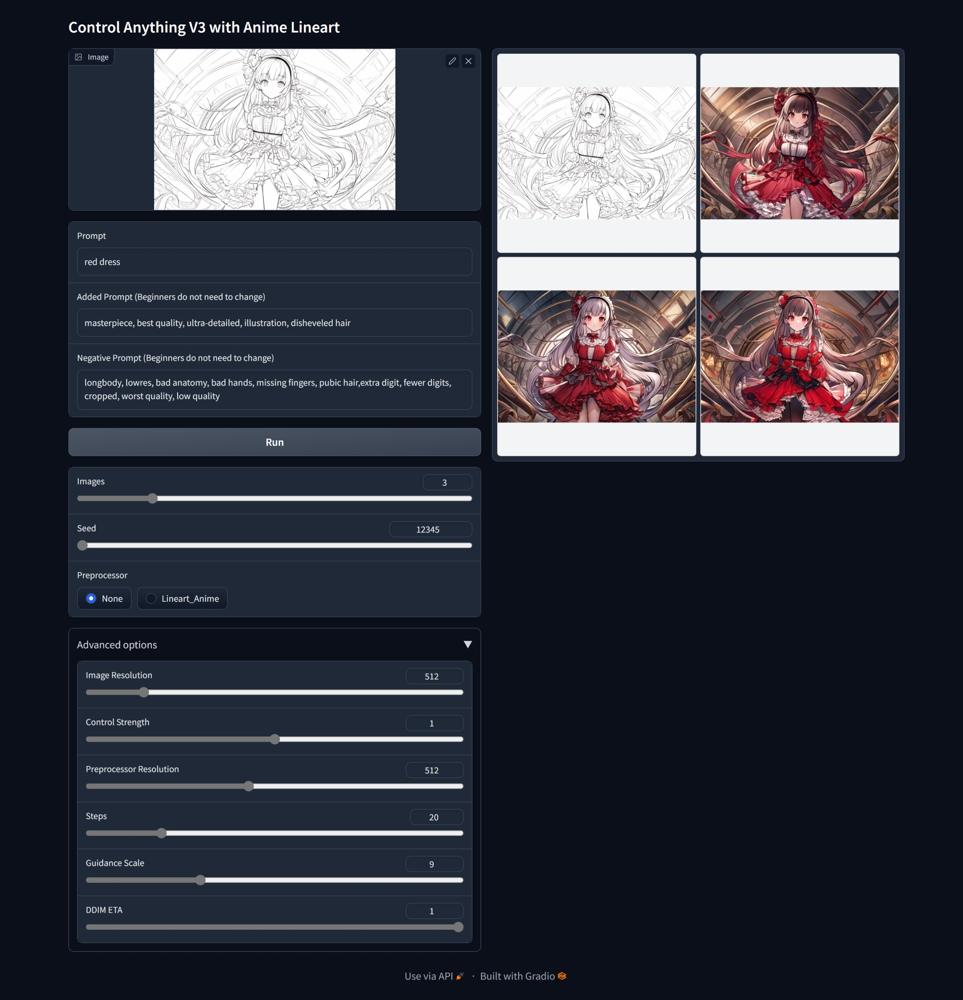 Control Anything V3 with Anime Lineart
Image
Prompt
red dress
Added Prompt (Beginners do not need to change)
masterpiece, best quality, ultra-detailed, illustration, disheveled hair
Negative Prompt (Beginners do not need to change)
longbody, lowres, bad anatomy, bad hands, missing fingers, pubic hair,extra digit, fewer digits,
cropped, worst quality, low quality
Run
Images
3
Seed
12345
Preprocessor
None
Lineart_Anime
Advanced options
Image Resolution
512
Control Strength
1
Preprocessor Resolution
512
Steps
20
Guidance Scale
9
DDIM ETA
1
Use via API · Built with Gradio